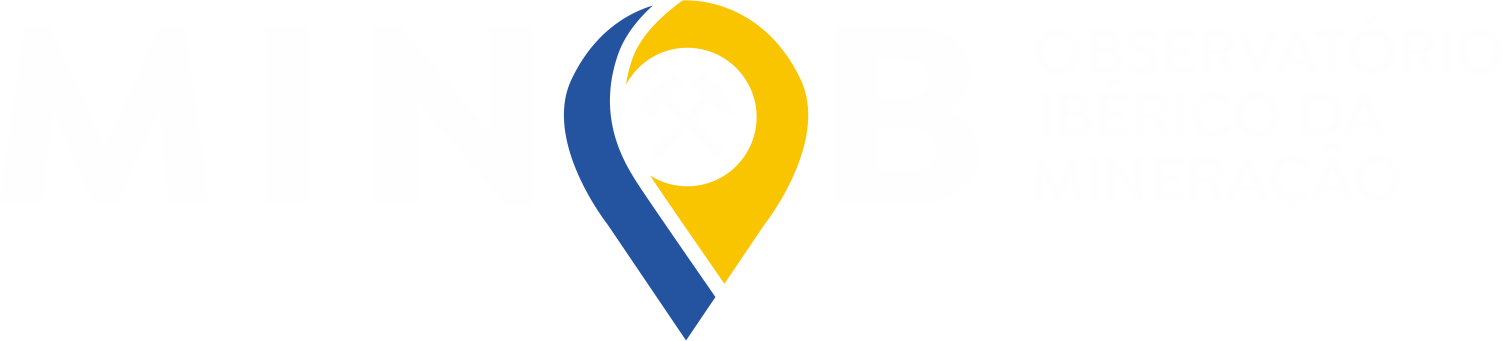 MINOB
OBSERVATÓRIO
IBÉRICO DA
MINERAÇÃO